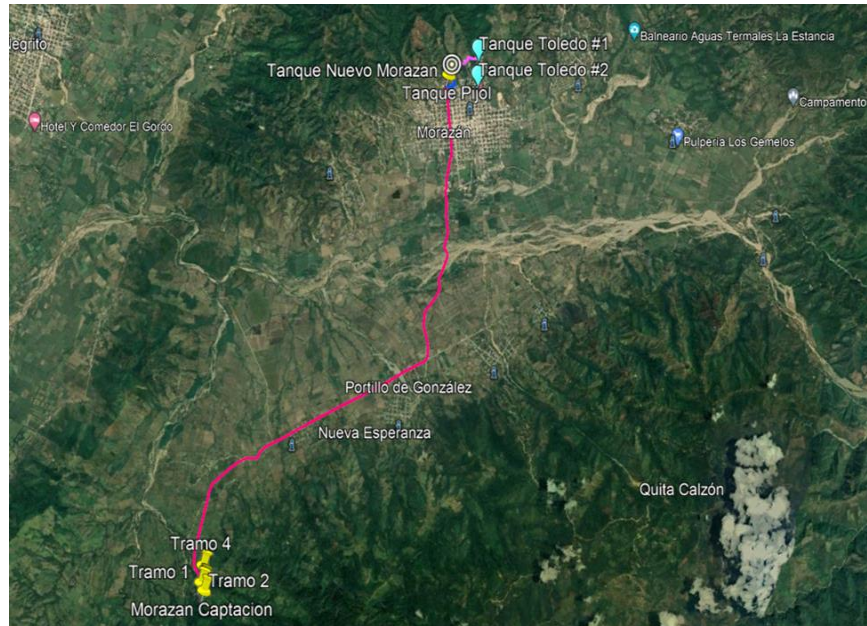 Negrito
Tanque Toledo #1
Balneario Aguas Termales La Estancia
Tanque Nuevo Morazan
Tanque Toledo #2
Tanque Pijol
Campamento
Hotel Y Comedor El Gordo
Morazán
Pulpería Los Gemelos
Portillo de González
Nueva Esperanza
Quita Calzón
Tramo 4
Tramo 1
Tramo 2
Morazan Captacion